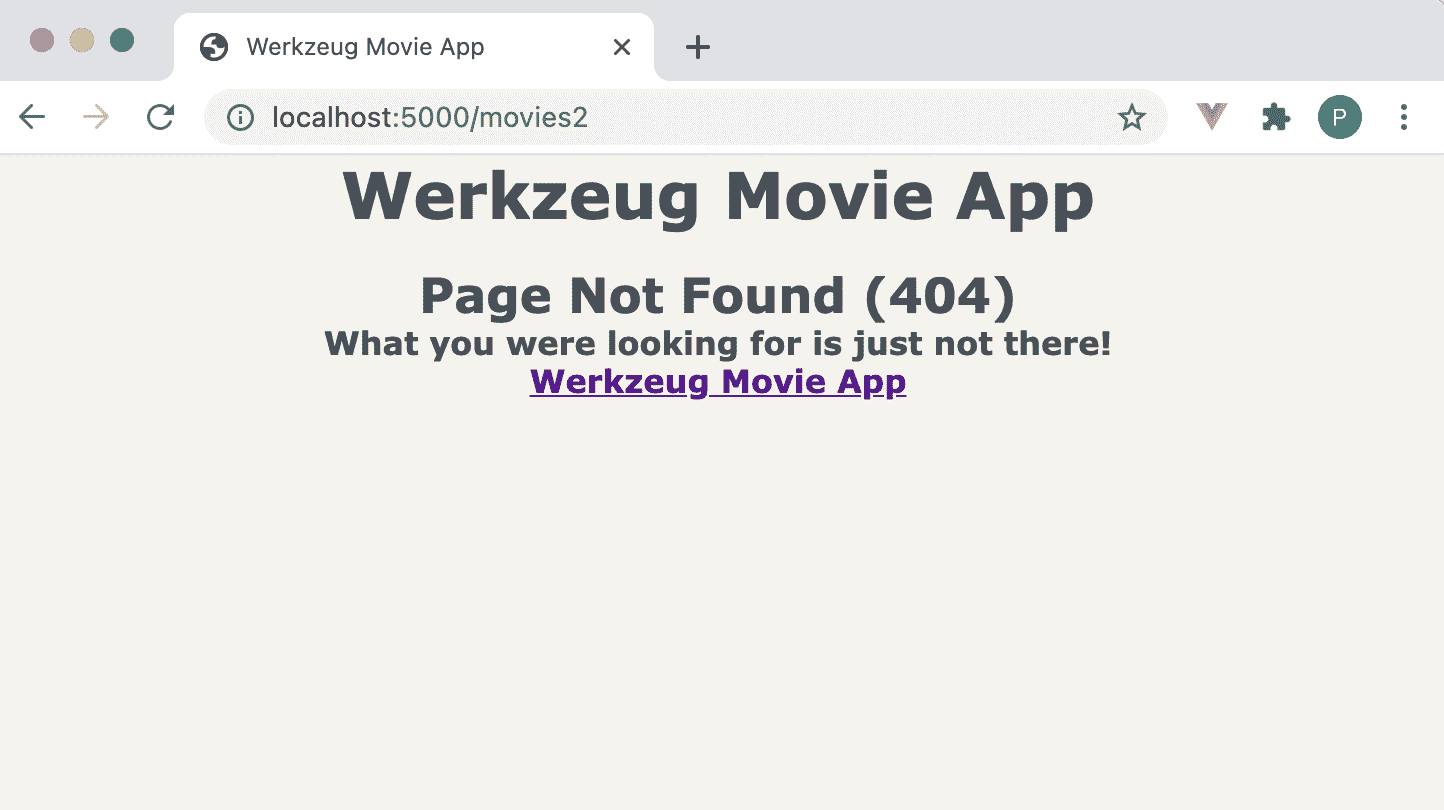 Werkzeug Movie App
localhost:5000/movies2
P
Werkzeug Movie App
Page Not Found (404)
What you were looking for is just not there!
Werkzeug Movie App